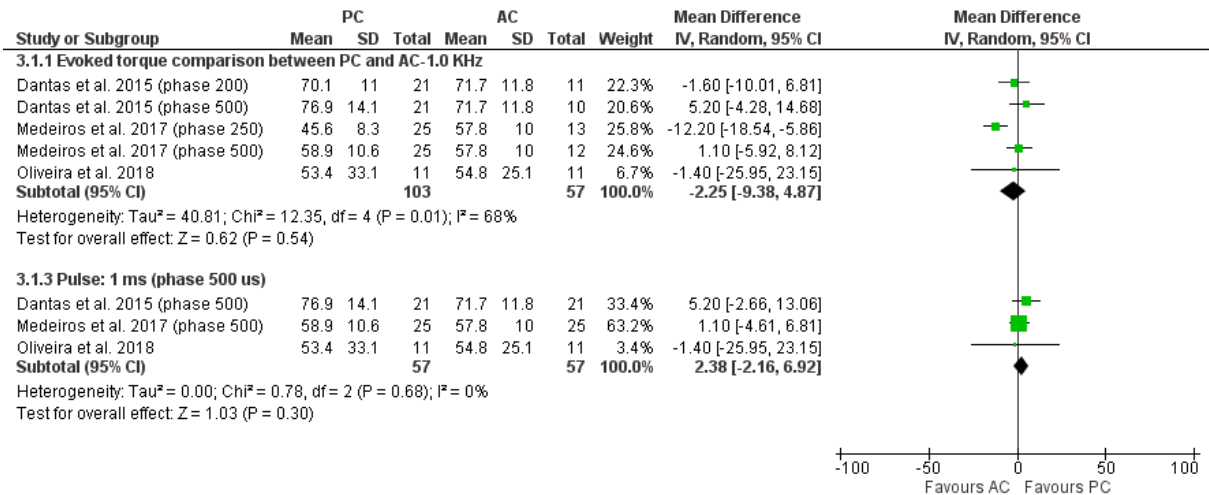 PC AC Mean Difference Mean Difference
Study or Subgroup Mean SD Total Mean SD Total Weight IV, Random, 95% CI IV, Random, 95% CI
3.1.1 Evoked torque comparison between PC and AC-1.0 KHz
Dantas et al. 2015 (phase 200) 70.1 11 21 71.7 11.8 11 22.3% -1.60 [-10.01, 6.81]
Dantas et al. 2015 (phase 500) 76.9 14.1 21 71.7 11.8 10 20.6% 5.20 [-4.28, 14.68]
Medeiros et al. 2017 (phase 250) 45.6 8.3 25 57.8 10 13 25.8% -12.20 [-18.54, -5.86]
Medeiros et al. 2017 (phase 500) 58.9 10.6 25 57.8 10 12 24.6% 1.10 [-5.92, 8.12]
Oliveira et al. 2018 53.4 33.1 11 54.8 25.1 11 6.7% -1.40 [-25.95, 23.15]
Subtotal (95% CI) 103 57 100.0% -2.25 [-9.38, 4.87]
Heterogeneity: Tau² = 40.81; Chi² = 12.35, df = 4 (P = 0.01); I² = 68%
Test for overall effect: Z = 0.62 (P = 0.54)
3.1.3 Pulse: 1 ms (phase 500 us)
Dantas et al. 2015 (phase 500) 76.9 14.1 21 71.7 11.8 21 33.4% 5.20 [-2.66, 13.06]
Medeiros et al. 2017 (phase 500) 58.9 10.6 25 57.8 10 25 63.2% 1.10 [-4.61, 6.81]
Oliveira et al. 2018 53.4 33.1 11 54.8 25.1 11 3.4% -1.40 [-25.95, 23.15]
Subtotal (95% CI) 57 57 100.0% 2.38 [-2.16, 6.92]
Heterogeneity: Tau² = 0.00; Chi² = 0.78, df = 2 (P = 0.68); I² = 0%
Test for overall effect: Z = 1.03 (P = 0.30)
-100 -50 0 50 100
Favours AC Favours PC